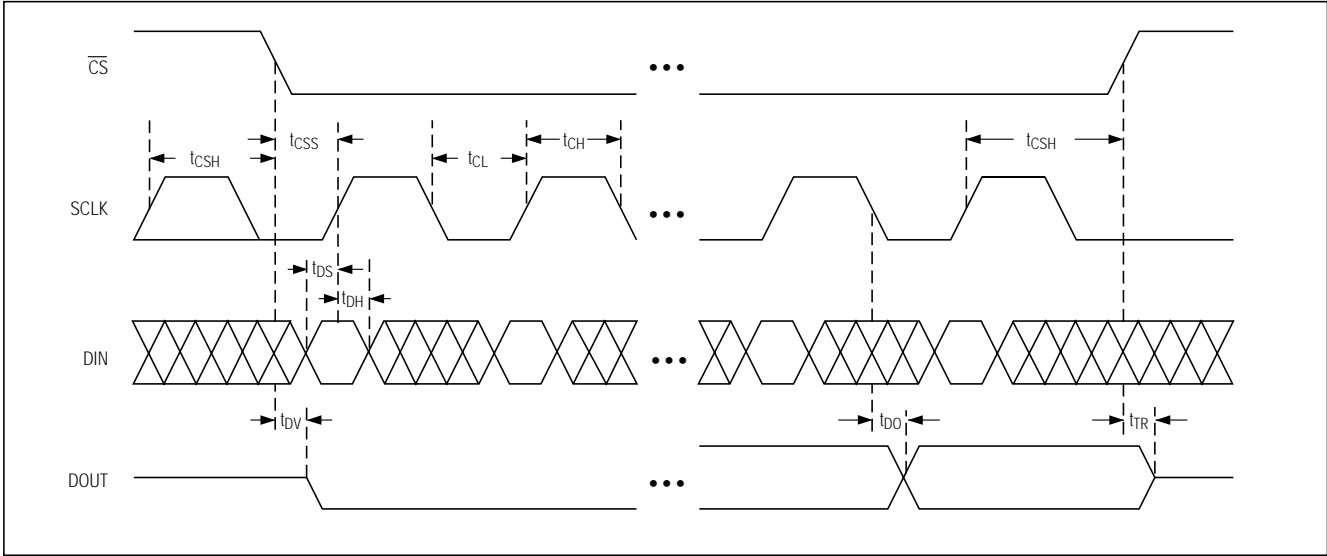 CS
•••
tCSS
tCH
tCSH
tCL
tCSH
SCLK
•••
tDS
tDH
DIN
•••
tDV
tDO
tTR
DOUT
•••